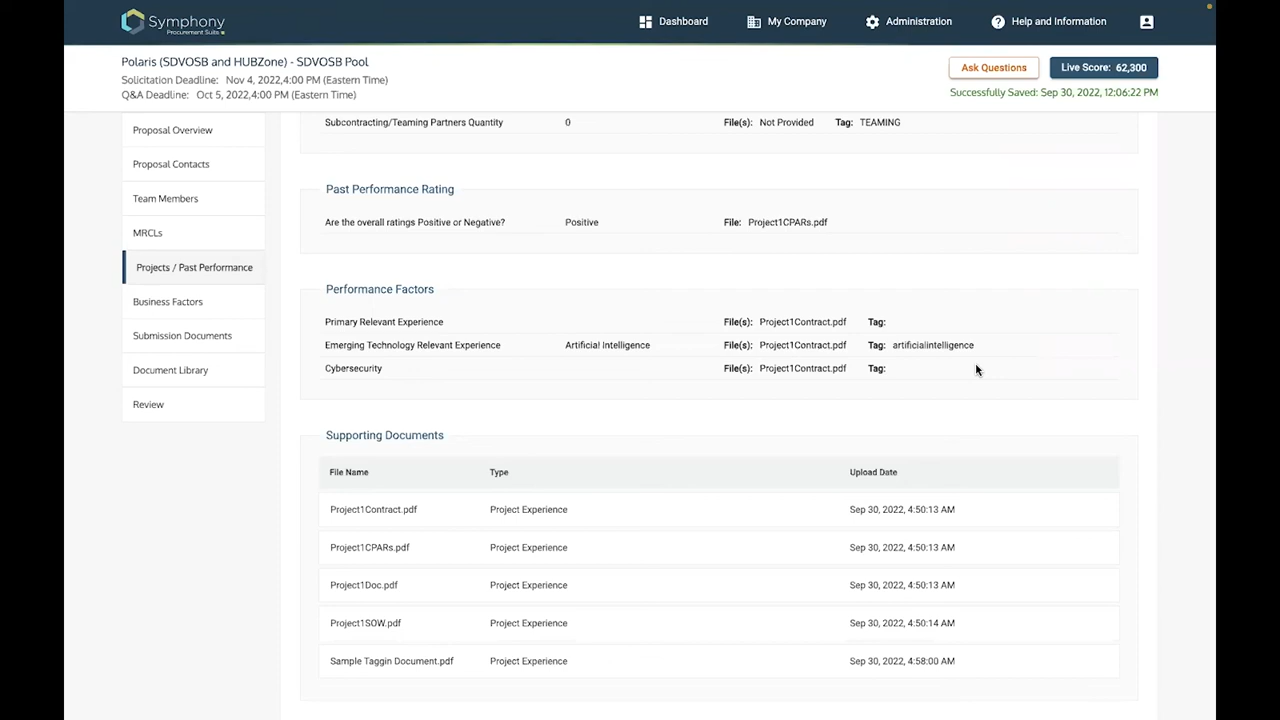 Symphony
Procurement Suite
Dashboard
My Company
Administration
Help and Information
Polaris (SDVOSB and HUBZone) - SDVOSB Pool
Solicitation Deadline: Nov 4, 2022,4:00 PM (Eastern Time)
Q&A Deadline: Oct 5, 2022,4:00 PM (Eastern Time)
Ask Questions
Live Score: 62,300
Successfully Saved: Sep 30, 2022, 12:06:22 PM
Proposal Overview
Proposal Contacts
Team Members
MRCLs
Projects / Past Performance
Business Factors
Submission Documents
Document Library
Review
Subcontracting/Teaming Partners Quantity 0 File(s): Not Provided Tag: TEAMING
Past Performance Rating
Are the overall ratings Positive or Negative? Positive File: Project1CPARs.pdf
Performance Factors
Primary Relevant Experience File(s): Project1Contract.pdf Tag:
Emerging Technology Relevant Experience Artificial Intelligence File(s): Project1Contract.pdf Tag: artificialintelligence
Cybersecurity File(s): Project1Contract.pdf Tag:
Supporting Documents
File Name Type Upload Date
Project1Contract.pdf Project Experience Sep 30, 2022, 4:50:13 AM
Project1CPARs.pdf Project Experience Sep 30, 2022, 4:50:13 AM
Project1Doc.pdf Project Experience Sep 30, 2022, 4:50:13 AM
Project1SOW.pdf Project Experience Sep 30, 2022, 4:50:14 AM
Sample Taggin Document.pdf Project Experience Sep 30, 2022, 4:58:00 AM